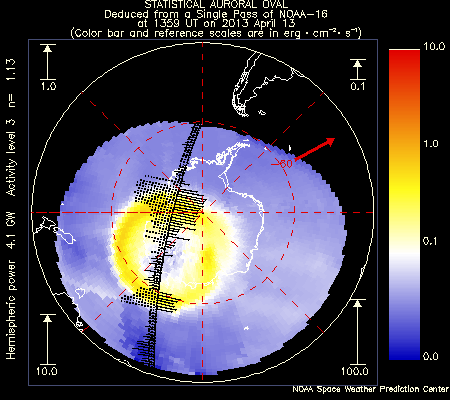 STATISTICAL AURORAL OVAL
Deduced from a Single Pass of NOAA-16
at 1359 UT on 2013 April 13
(Color bar and reference scales are in erg · cm⁻² · s⁻¹)
Hemispheric power 4.1 GW Activity level 3 n= 1.13
1.0
0.1
10.0
100.0
-60
10.0
1.0
0.1
0.0
NOAA Space Weather Prediction Center